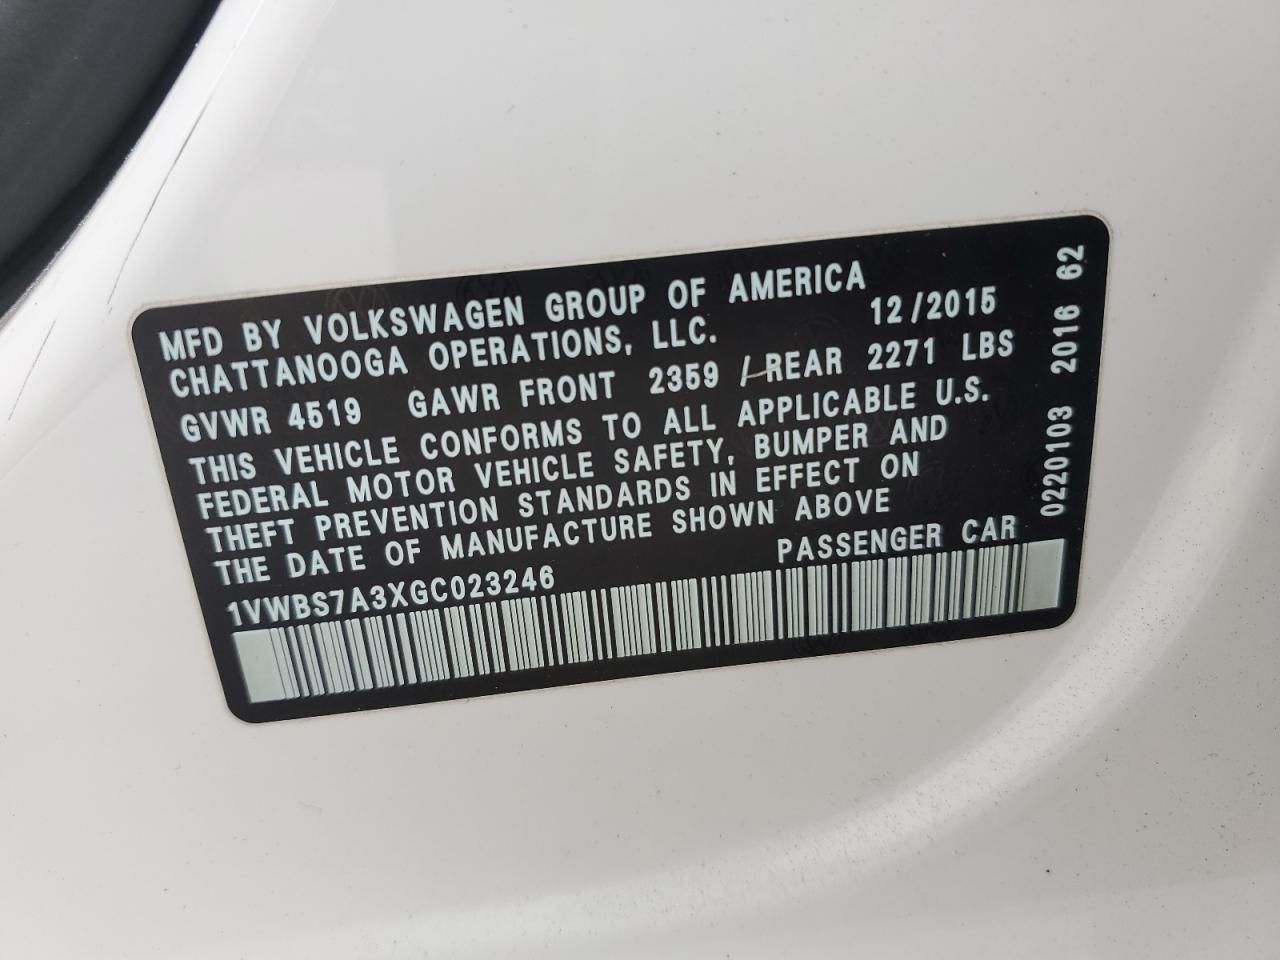 MFD BY VOLKSWAGEN GROUP OF AMERICA
CHATTANOOGA OPERATIONS, LLC. 12/2015
GVWR 4519 GAWR FRONT 2359 / REAR 2271 LBS
THIS VEHICLE CONFORMS TO ALL APPLICABLE U.S.
FEDERAL MOTOR VEHICLE SAFETY, BUMPER AND
THEFT PREVENTION STANDARDS IN EFFECT ON
THE DATE OF MANUFACTURE SHOWN ABOVE
1VWBS7A3XGC023246 PASSENGER CAR
0220103 2016 62